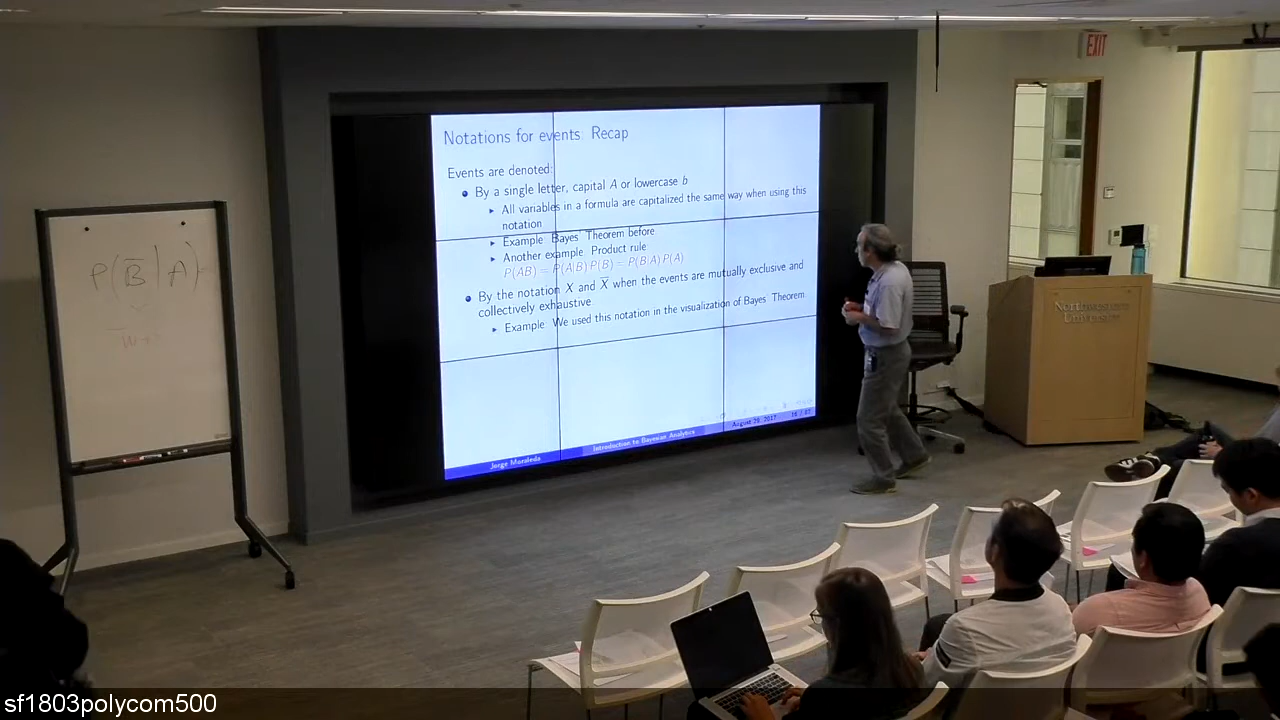 EXIT
Notations for events: Recap
Events are denoted:
By a single letter, capital A or lowercase b
All variables in a formula are capitalized the same way when using this
notation
Example: Bayes' Theorem before
Another example: Product rule
P(AB) = P(A|B)P(B) = P(B|A)P(A)
By the notation X and X̅ when the events are mutually exclusive and
collectively exhaustive
Example: We used this notation in the visualization of Bayes Theorem
Jorge Moraleda
Introduction to Bayesian Analytics
August 29, 2017
P(B̅|A)
Northwestern
University
sf1803polycom500